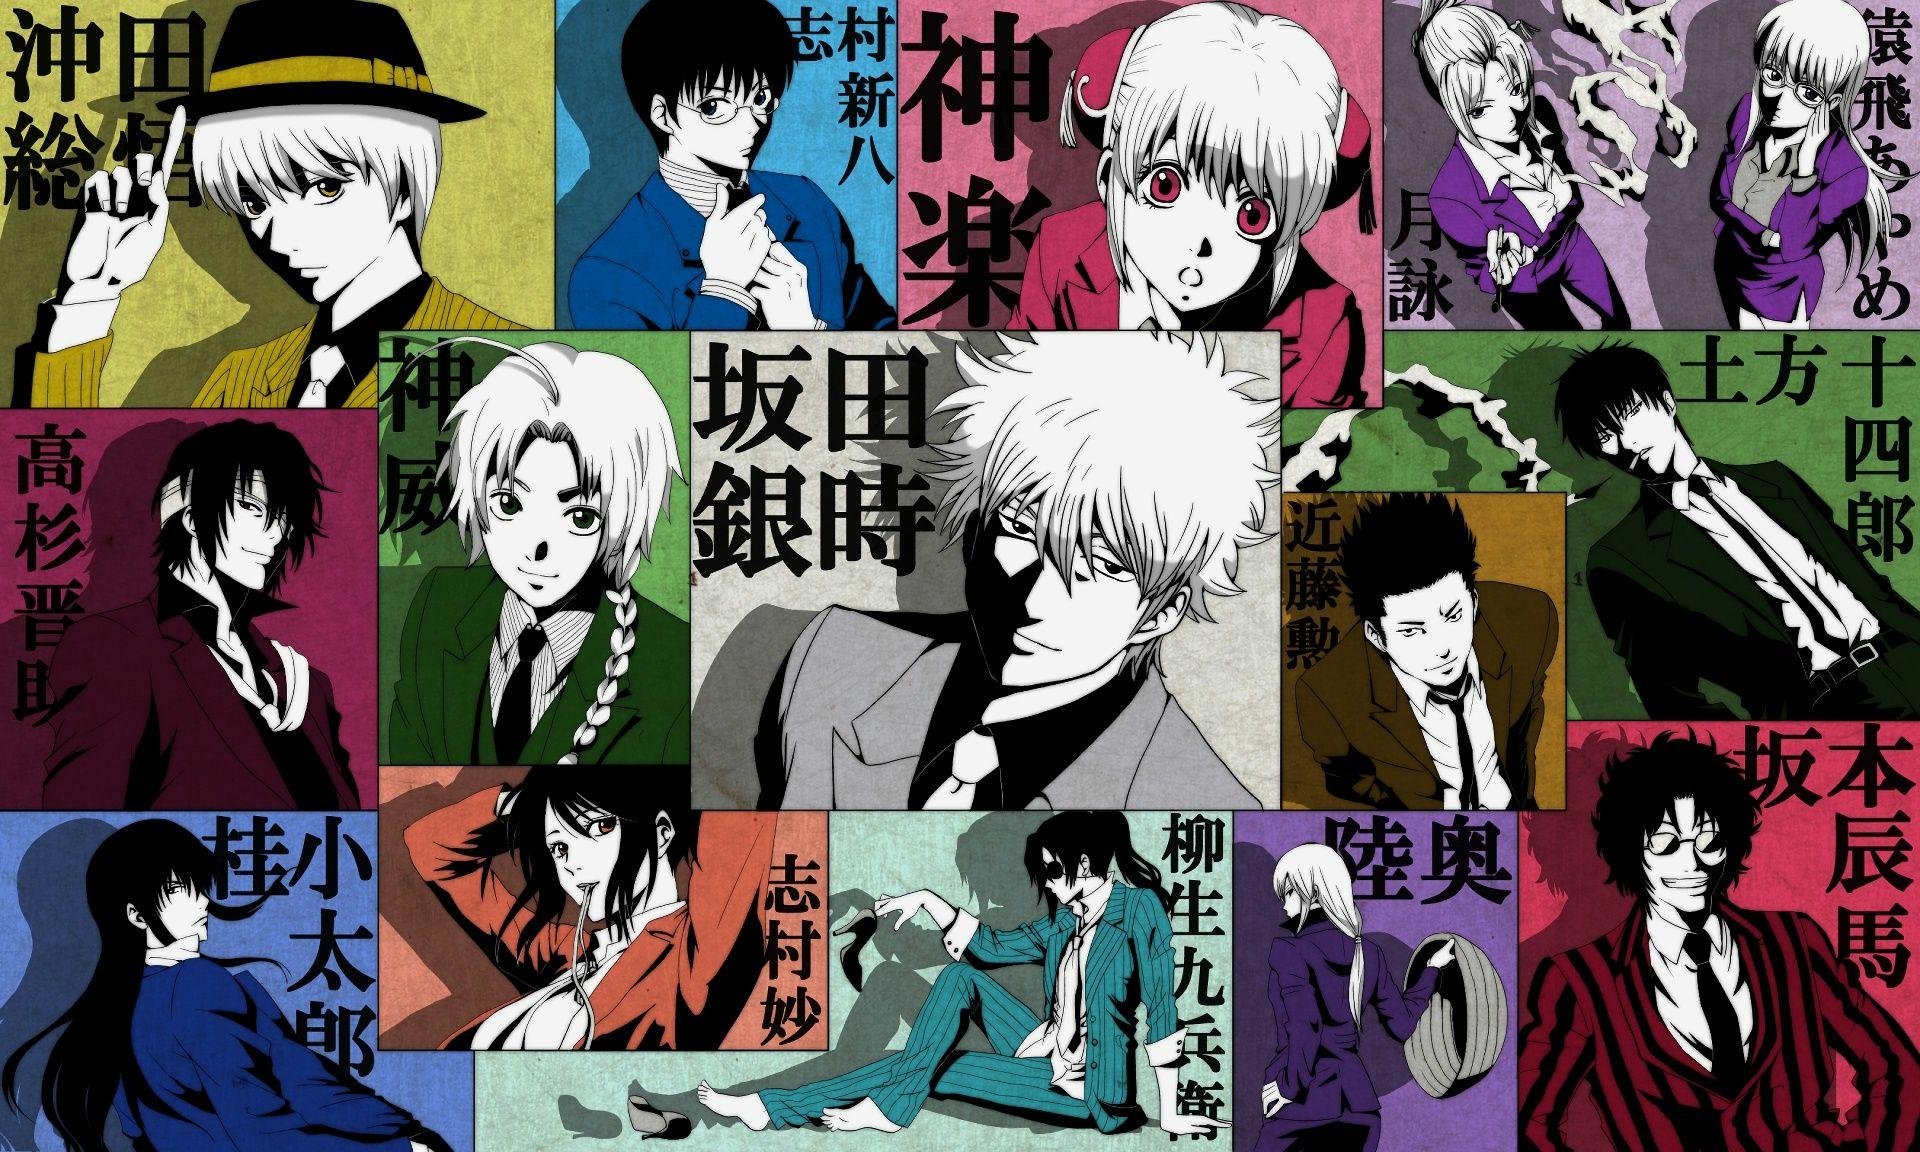 沖田
総悟
志村新八
神楽
月詠
猿飛あやめ
神威
坂田
銀時
土方十四郎
高杉晋助
近藤勲
桂小太郎
志村妙
柳生九兵衛
陸奥
坂本辰馬